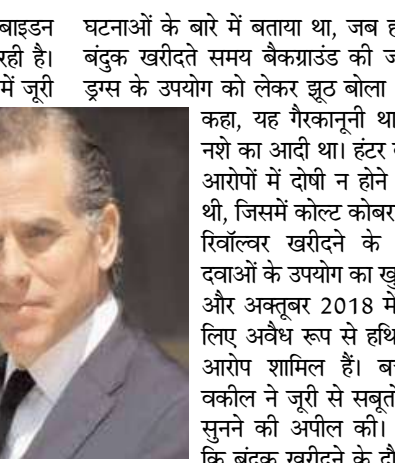 बाइडन
रही है।
में जूरी
घटनाओं के बारे में बताया था, जब
बंदुक खरीदते समय बैकग्राउंड की
ड्रग्स के उपयोग को लेकर झूठ बोला
कहा, यह गैरकानूनी था
नशे का आदी था। हंटर
आरोपों में दोषी न होने
थी, जिसमें कोल्ट कोबर
रिवॉल्वर खरीदने के
दवाओं के उपयोग का
और अक्तूबर 2018 में
लिए अवैध रूप से
आरोप शामिल हैं।
वकील ने जूरी से सबूतों
सुनने की अपील की।
कि बंदूक खरीदने के